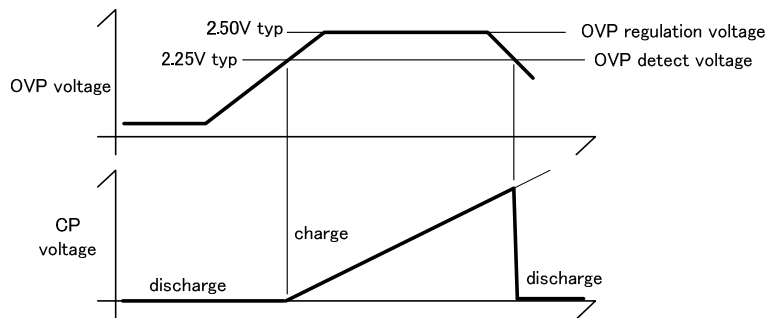 2.50V typ
OVP regulation voltage
2.25V typ
OVP detect voltage
OVP voltage
CP
voltage
charge
discharge
discharge